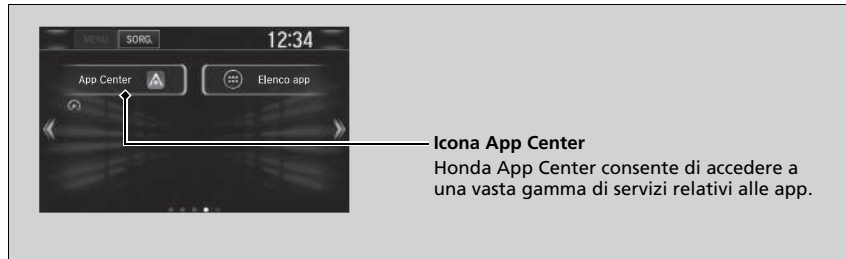 MENU SORG. 12:34
App Center Elenco app
Icona App Center
Honda App Center consente di accedere a
una vasta gamma di servizi relativi alle app.